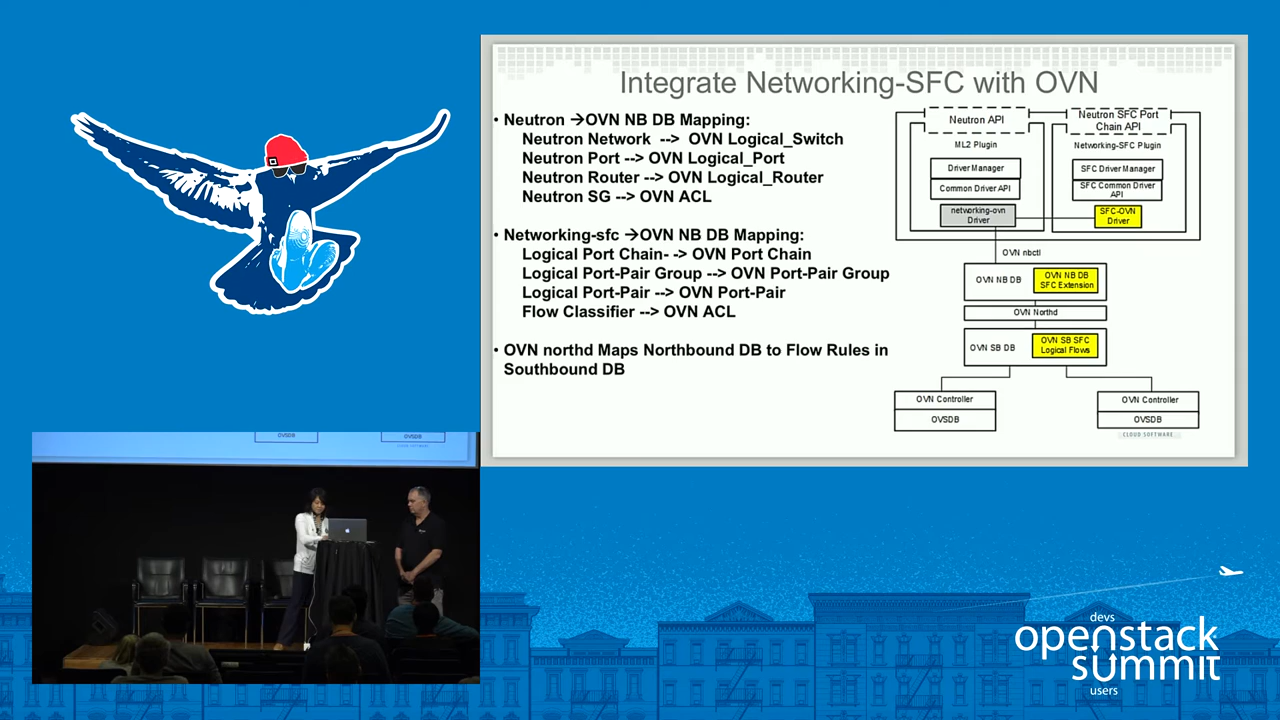 Integrate Networking-SFC with OVN
• Neutron →OVN NB DB Mapping:
Neutron Network --> OVN Logical_Switch
Neutron Port --> OVN Logical_Port
Neutron Router --> OVN Logical_Router
Neutron SG --> OVN ACL
• Networking-sfc →OVN NB DB Mapping:
Logical Port Chain- -> OVN Port Chain
Logical Port-Pair Group --> OVN Port-Pair Group
Logical Port-Pair --> OVN Port-Pair
Flow Classifier --> OVN ACL
• OVN northd Maps Northbound DB to Flow Rules in
Southbound DB
Neutron API
ML2 Plugin
Driver Manager
Common Driver API
networking-ovn
Driver
Neutron SFC Port
Chain API
Networking-SFC Plugin
SFC Driver Manager
SFC Common Driver
API
SFC-OVN
Driver
OVN nbctl
OVN NB DB
OVN NB DB
SFC Extension
OVN Northd
OVN SB DB
OVN SB SFC
Logical Flows
OVN Controller
OVSDB
OVN Controller
OVSDB
CLOUD SOFTWARE
OVSDB
OVSDB
devs
openstack
summit
users